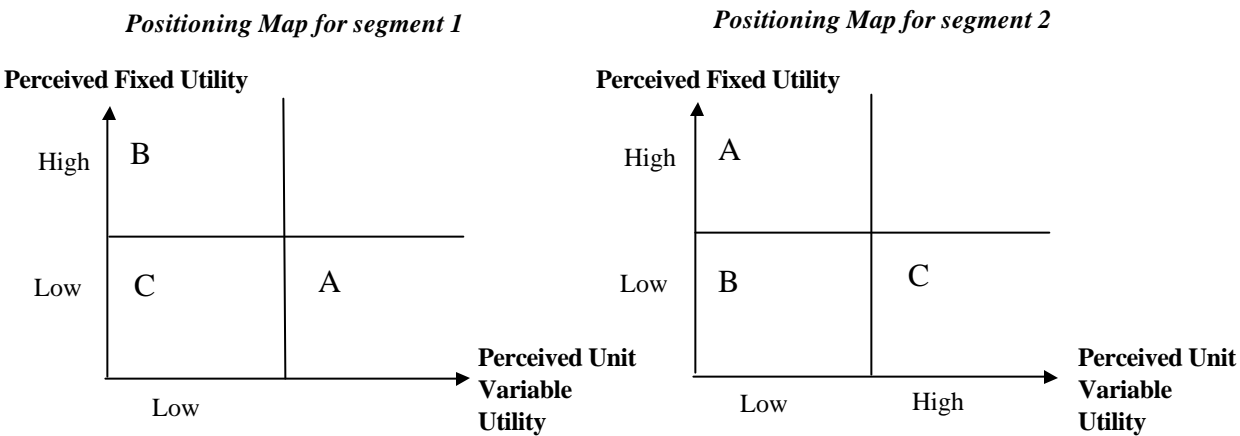 Positioning Map for segment 1
Perceived Fixed Utility
High
B
Low
C
A
Low
Perceived Unit
Variable
Utility
Positioning Map for segment 2
Perceived Fixed Utility
High
A
Low
B
C
Low
High
Perceived Unit
Variable
Utility